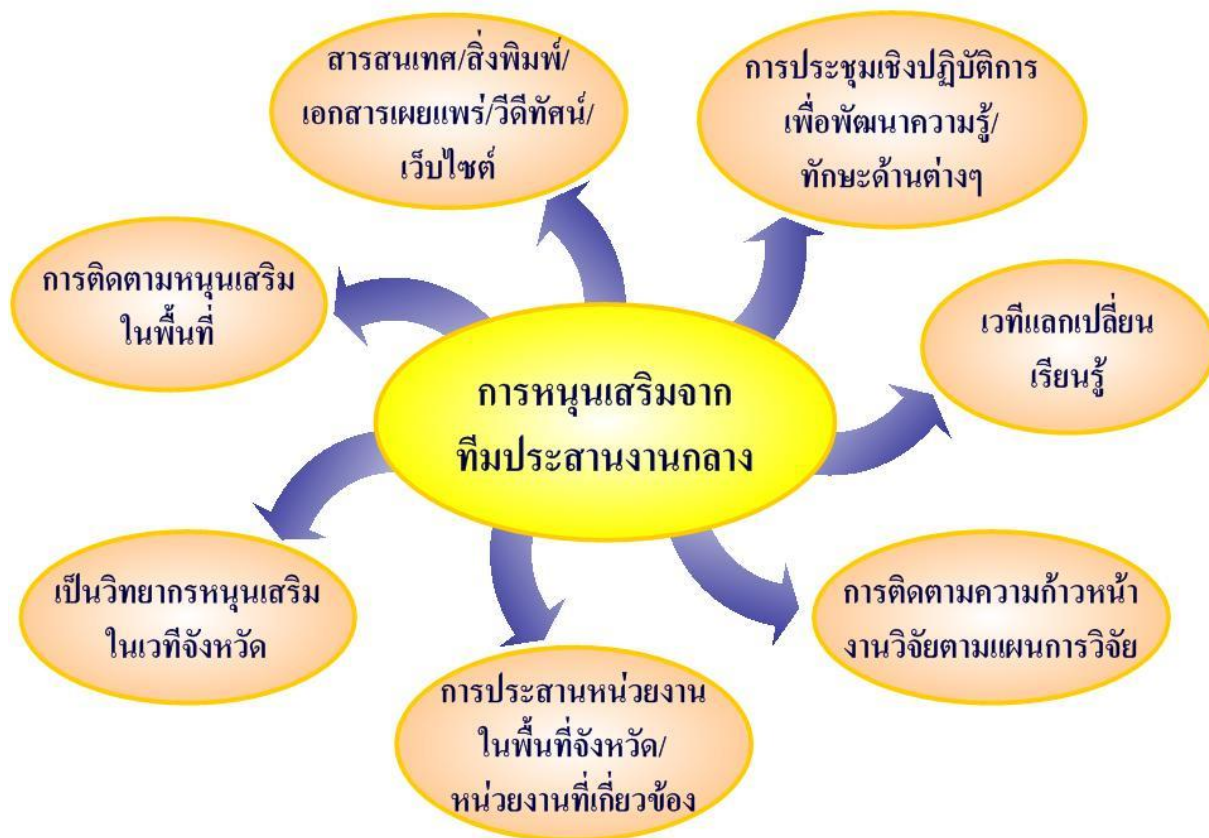 สารสนเทศ/สิ่งพิมพ์/
เอกสารเผยแพร่/วีดีทัศน์/
เว็บไซต์
การประชุมเชิงปฏิบัติการ
เพื่อพัฒนาความรู้/
ทักษะด้านต่างๆ
การติดตามหนุนเสริม
ในพื้นที่
เวทีแลกเปลี่ยน
เรียนรู้
การหนุนเสริมจาก
ทีมประสานงานกลาง
เป็นวิทยากรหนุนเสริม
ในเวทีจังหวัด
การติดตามความก้าวหน้า
งานวิจัยตามแผนการวิจัย
การประสานหน่วยงาน
ในพื้นที่จังหวัด/
หน่วยงานที่เกี่ยวข้อง